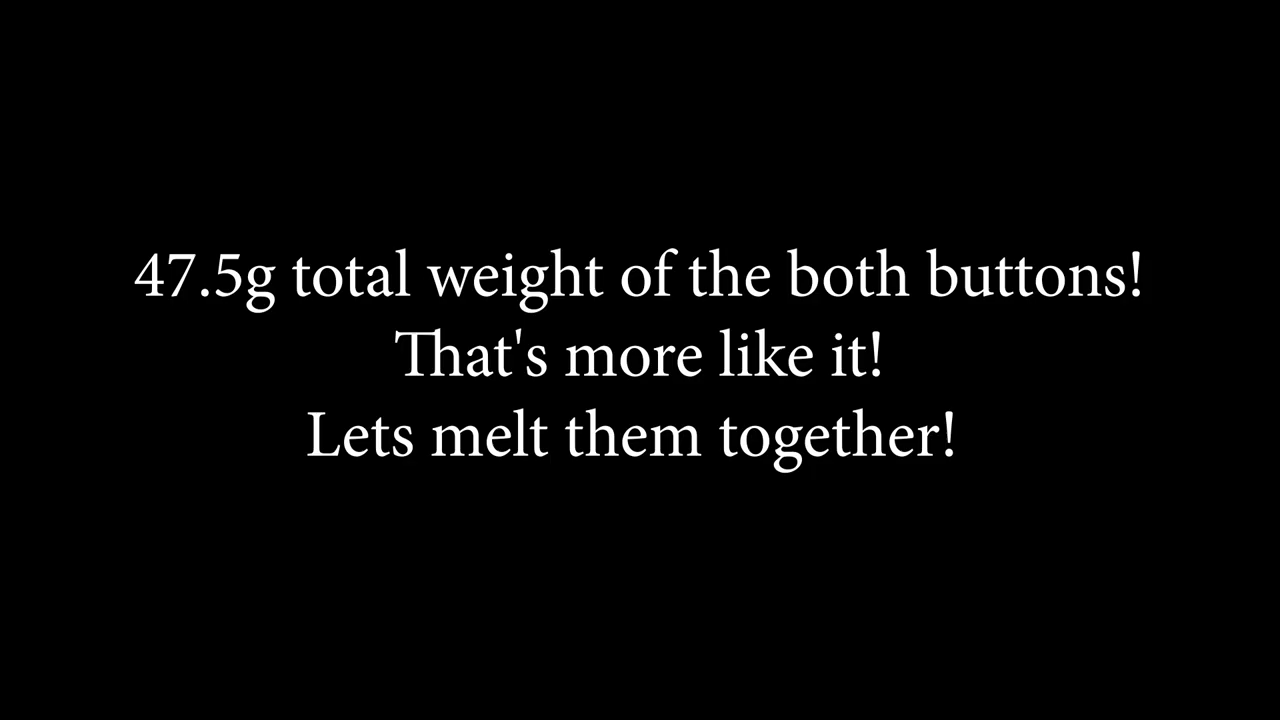 47.5g total weight of the both buttons!
That's more like it!
Lets melt them together!